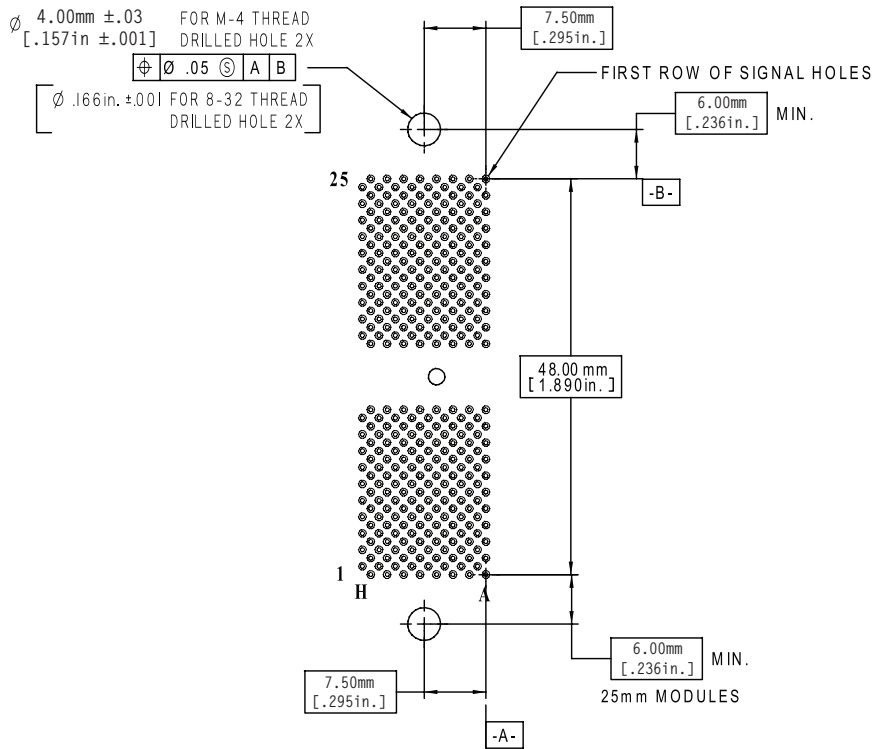 Ø 4.00mm ±.03 FOR M-4 THREAD
[.157in ±.001] DRILLED HOLE 2X
⌖ Ø .05 Ⓢ A B
Ø .166in. ±.001 FOR 8-32 THREAD
DRILLED HOLE 2X
7.50mm
[.295in.]
FIRST ROW OF SIGNAL HOLES
6.00mm
[.236in.]
MIN.
-B-
25
48.00 mm
[1.890in.]
1
H
A
6.00mm
[.236in.]
MIN.
25mm MODULES
7.50mm
[.295in.]
-A-